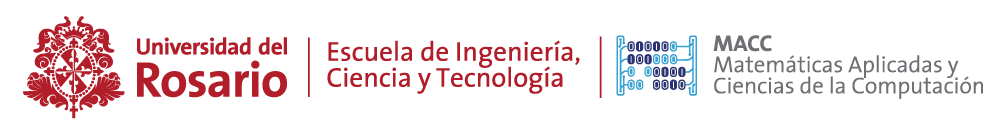 Universidad del
Rosario
Escuela de Ingeniería,
Ciencia y Tecnología
MACC
Matemáticas Aplicadas y
Ciencias de la Computación